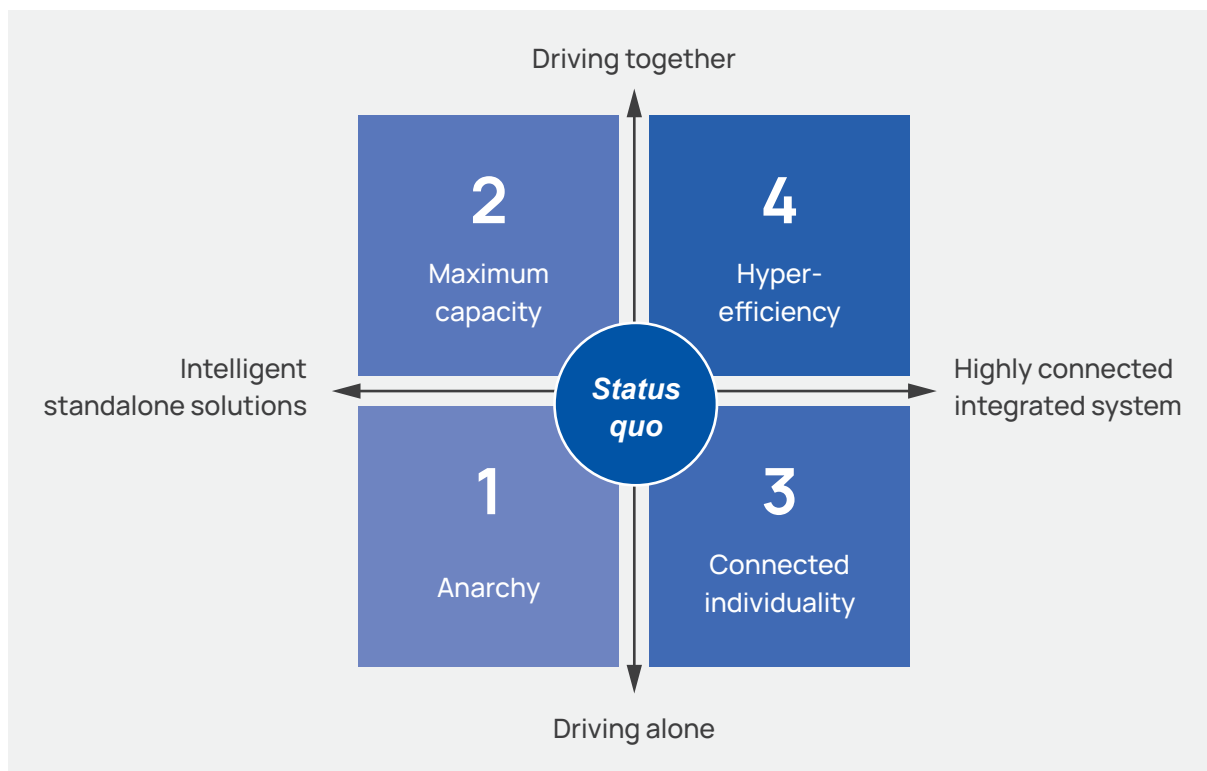 Driving together
2
Maximum
capacity
4
Hyper-
efficiency
Intelligent
standalone solutions
Status
quo
Highly connected
integrated system
1
Anarchy
3
Connected
individuality
Driving alone